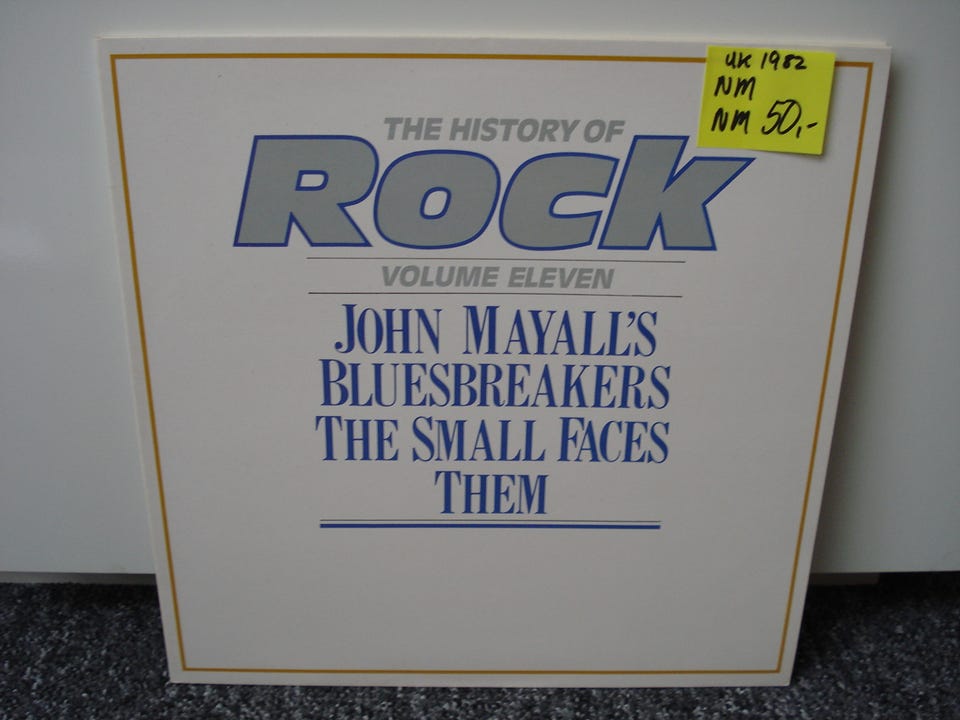 UK 1982
NM
NM 50,-
THE HISTORY OF
ROCK
VOLUME ELEVEN
JOHN MAYALL'S
BLUESBREAKERS
THE SMALL FACES
THEM